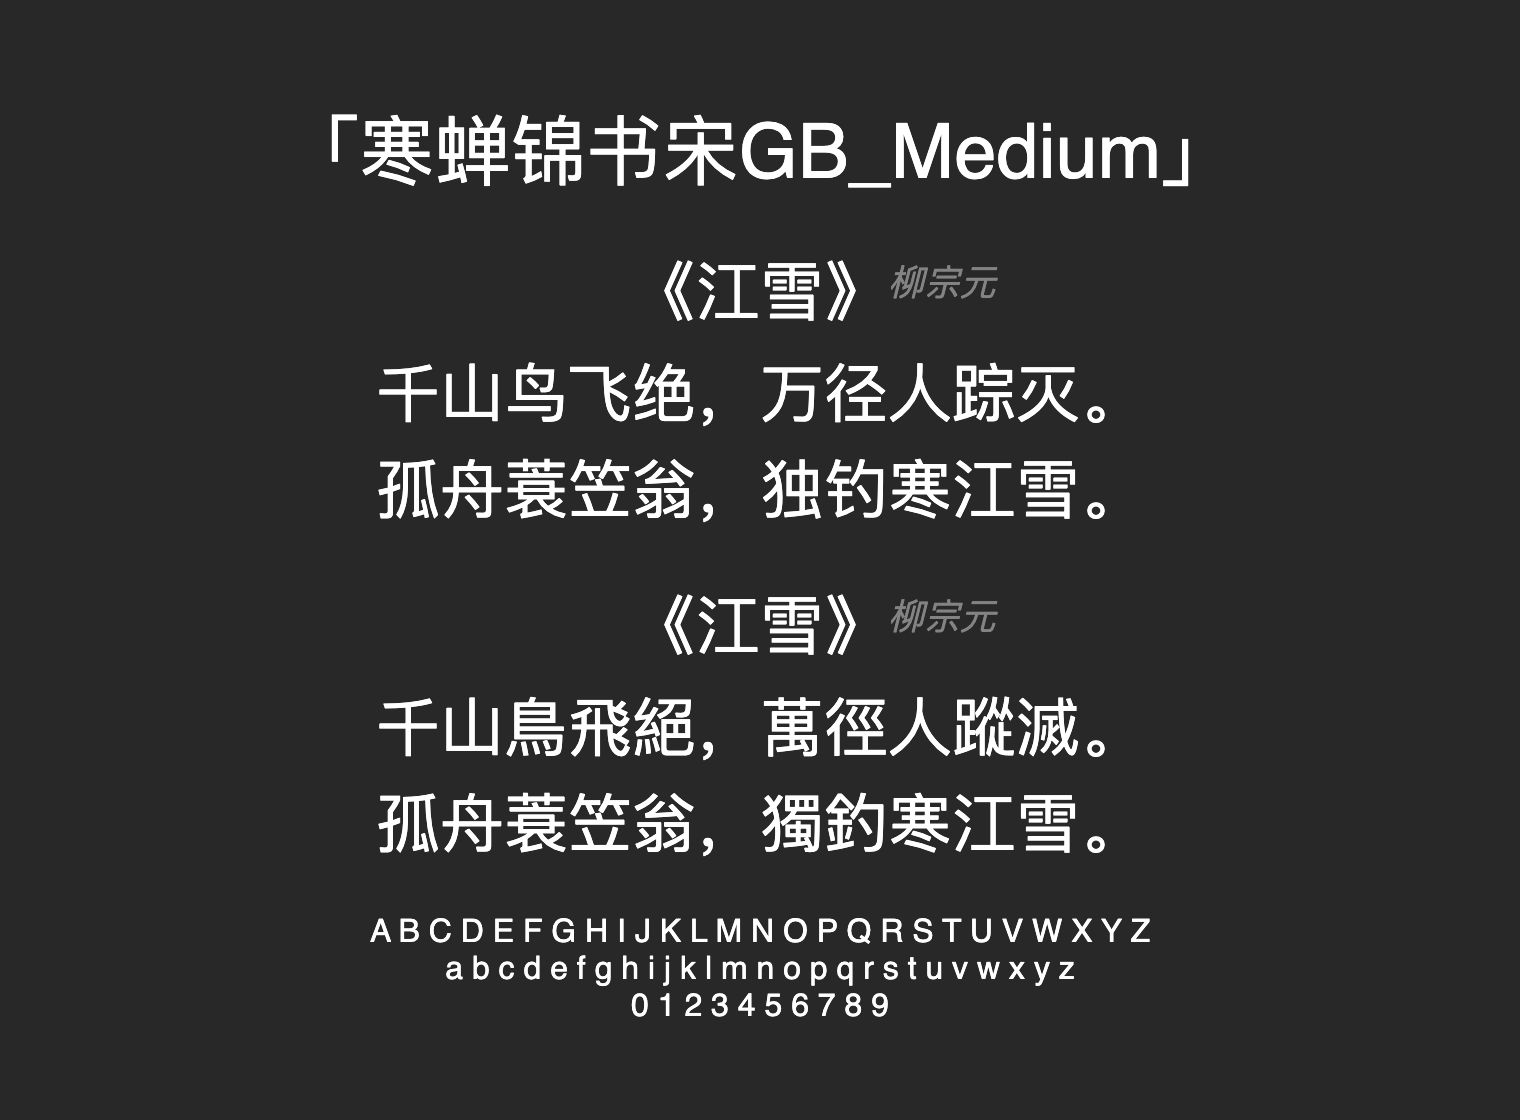 「寒蝉锦书宋GB_Medium」
《江雪》柳宗元
千山鸟飞绝，万径人踪灭。
孤舟蓑笠翁，独钓寒江雪。
《江雪》柳宗元
千山鳥飛絕，萬徑人蹤滅。
孤舟蓑笠翁，獨釣寒江雪。
A B C D E F G H I J K L M N O P Q R S T U V W X Y Z
a b c d e f g h i j k l m n o p q r s t u v w x y z
0 1 2 3 4 5 6 7 8 9